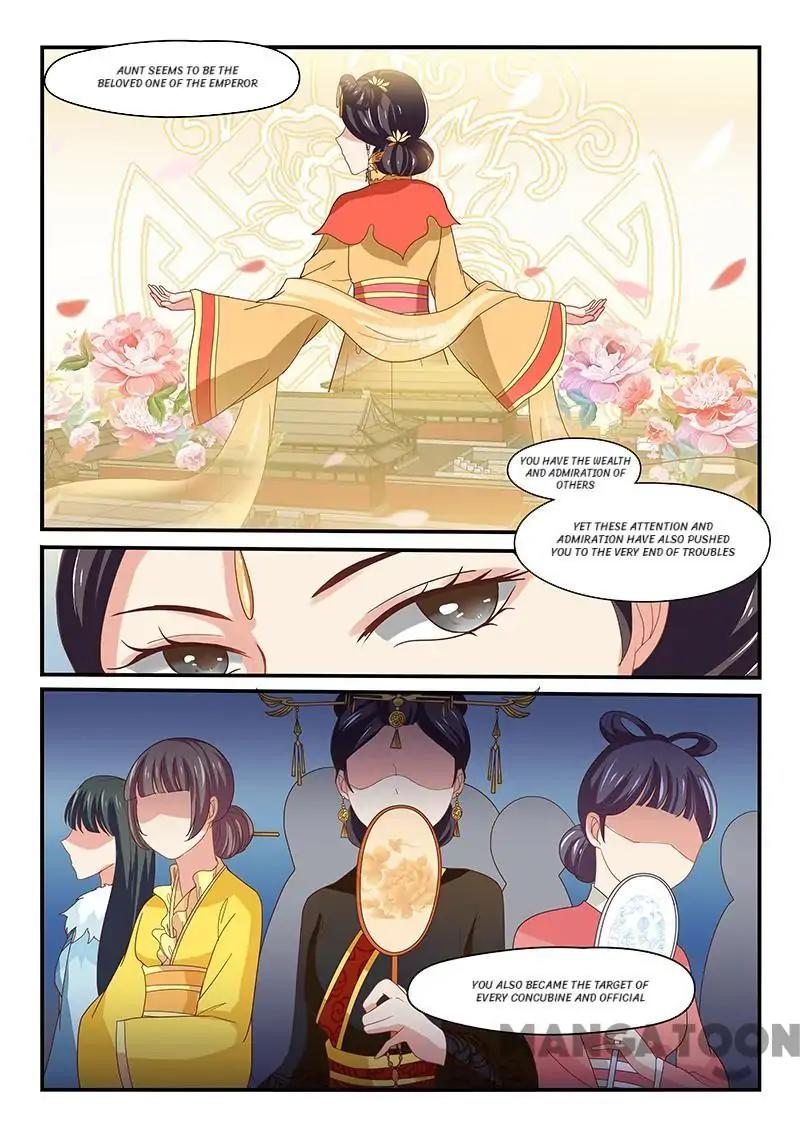 AUNT SEEMS TO BE THE
BELOVED ONE OF THE EMPEROR
YOU HAVE THE WEALTH
AND ADMIRATION OF
OTHERS
YET THESE ATTENTION AND
ADMIRATION HAVE ALSO PUSHED
YOU TO THE VERY END OF TROUBLES
YOU ALSO BECAME THE TARGET OF
EVERY CONCUBINE AND OFFICIAL
MANGATOON